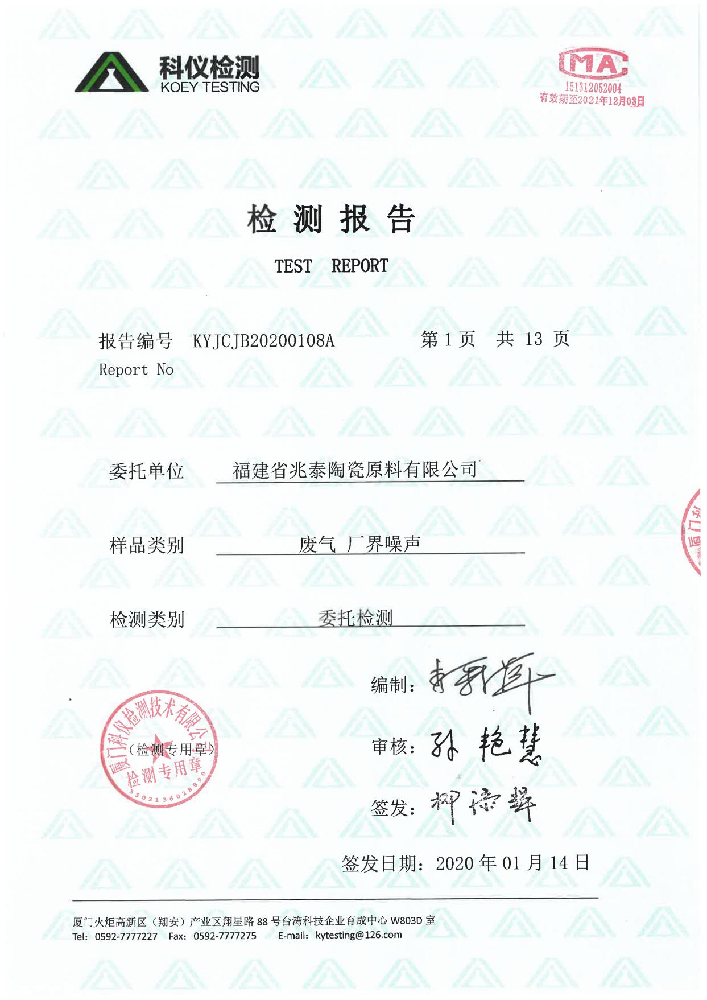 科仪检测
KOEY TESTING
MA
151312052004
有效期至2021年12月03日
检 测 报 告
TEST REPORT
报告编号 KYJCJB20200108A 第 1 页 共 13 页
Report No
委托单位 福建省兆泰陶瓷原料有限公司
样品类别 废气 厂界噪声
检测类别 委托检测
编制：
审核：孙艳慧
签发：柳添辉
厦门科仪检测技术有限公司
（检测专用章）
检测专用章
3502136028890
签发日期：2020 年 01 月 14 日
厦门火炬高新区（翔安）产业区翔星路 88 号台湾科技企业育成中心 W803D 室
Tel：0592-7777227 Fax：0592-7777275 E-mail：kytesting@126.com
厦门